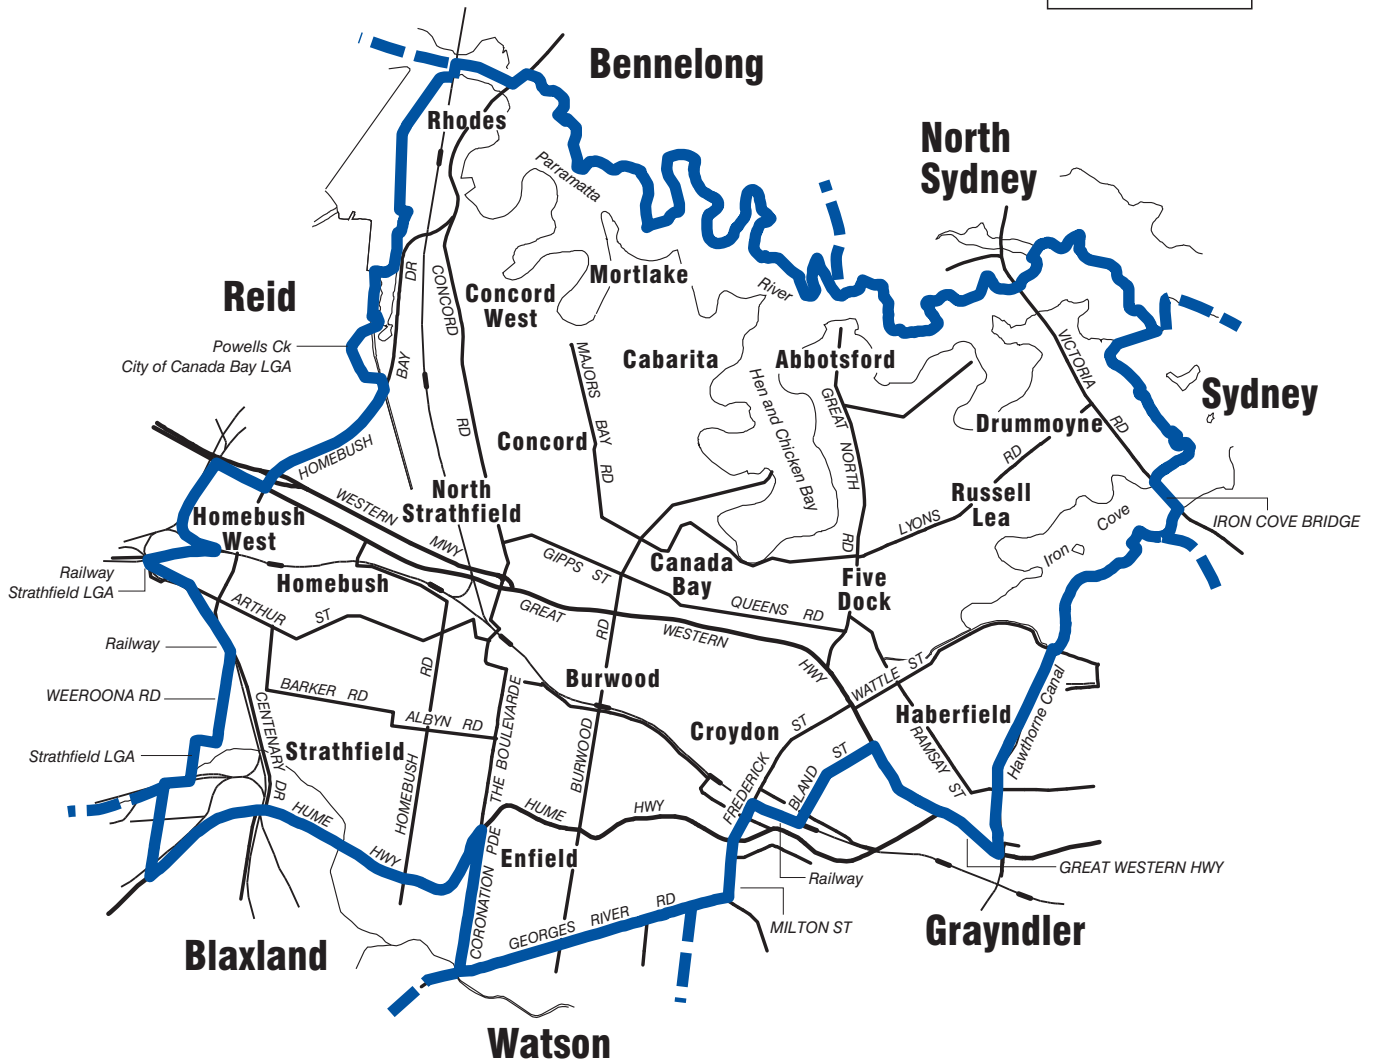 Bennelong
North
Sydney
Rhodes
Parramatta
River
Mortlake
Reid
BAY
DR
CONCORD
RD
Concord
West
Powells Ck
City of Canada Bay LGA
MAJORS
BAY
RD
Cabarita
Abbotsford
Hen and Chicken Bay
GREAT
NORTH
RD
VICTORIA
RD
Sydney
Drummoyne
Concord
HOMEBUSH
WESTERN
MWY
North
Strathfield
LYONS
RD
Russell
Lea
Iron
Cove
IRON COVE BRIDGE
Homebush
West
Railway
Strathfield LGA
Homebush
GIPPS
ST
Canada
Bay
Five
Dock
QUEENS
RD
ARTHUR
ST
GREAT
WESTERN
HWY
RD
Railway
WEEROONA RD
Strathfield LGA
CENTENARY
DR
BARKER
RD
ALBYN
RD
RD
HOMEBUSH
THE BOULEVARDE
Burwood
BURWOOD
WATTLE
ST
Haberfield
Hawthorne Canal
RAMSAY
ST
Croydon
ST
FREDERICK
BLAND
ST
Strathfield
HUME
HWY
HUME
HWY
Enfield
CORONATION
PDE
GEORGES
RIVER
RD
Railway
GREAT WESTERN HWY
MILTON ST
Grayndler
Blaxland
Watson